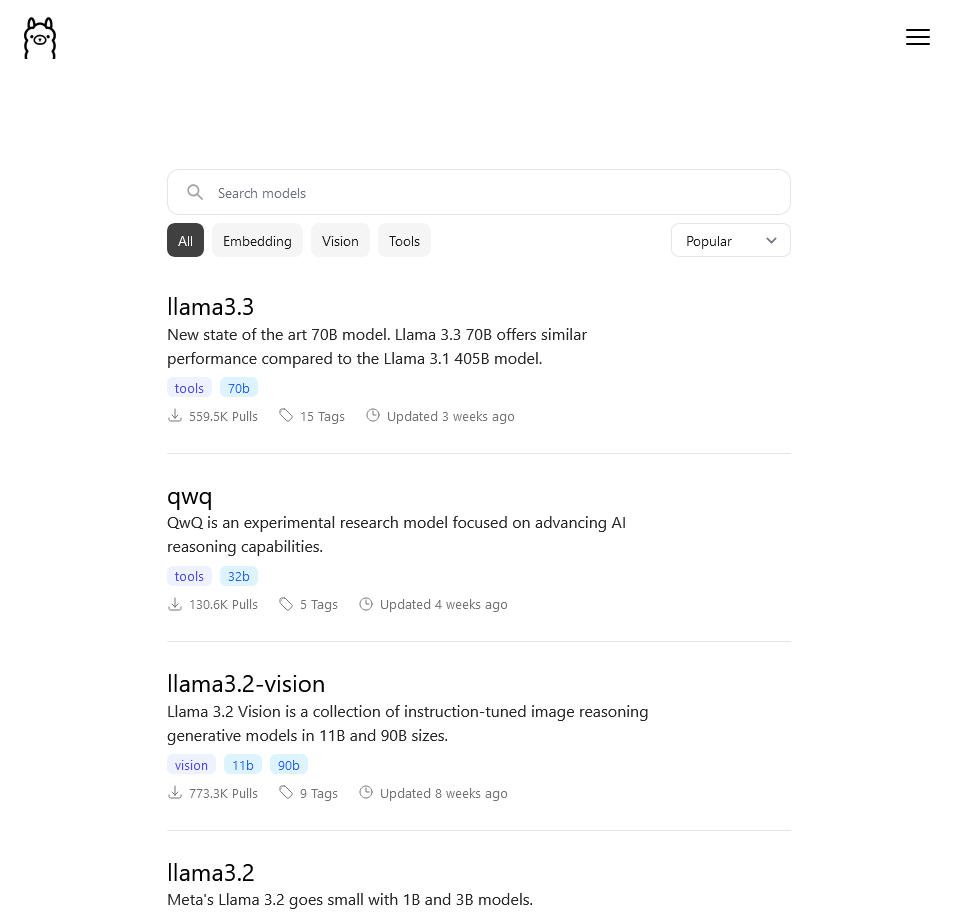 Search models
All Embedding Vision Tools Popular
llama3.3
New state of the art 70B model. Llama 3.3 70B offers similar
performance compared to the Llama 3.1 405B model.
tools 70b
559.5K Pulls 15 Tags Updated 3 weeks ago
qwq
QwQ is an experimental research model focused on advancing AI
reasoning capabilities.
tools 32b
130.6K Pulls 5 Tags Updated 4 weeks ago
llama3.2-vision
Llama 3.2 Vision is a collection of instruction-tuned image reasoning
generative models in 11B and 90B sizes.
vision 11b 90b
773.3K Pulls 9 Tags Updated 8 weeks ago
llama3.2
Meta's Llama 3.2 goes small with 1B and 3B models.